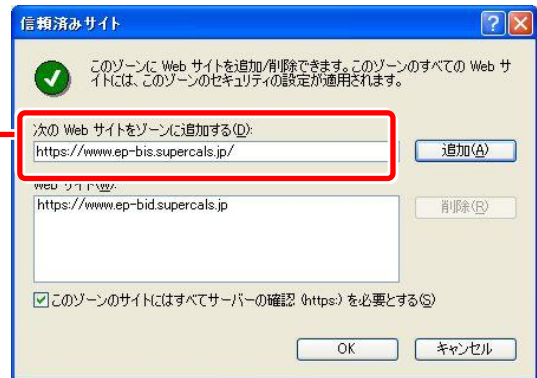 信頼済みサイト
このゾーンに Web サイトを追加/削除できます。このゾーンのすべての Web サ
イトには、このゾーンのセキュリティの設定が適用されます。
次の Web サイトをゾーンに追加する(D):
https://www.ep-bis.supercals.jp/
追加(A)
Web サイト(W):
https://www.ep-bid.supercals.jp
削除(R)
このゾーンのサイトにはすべてサーバーの確認 (https:) を必要とする(S)
OK
キャンセル